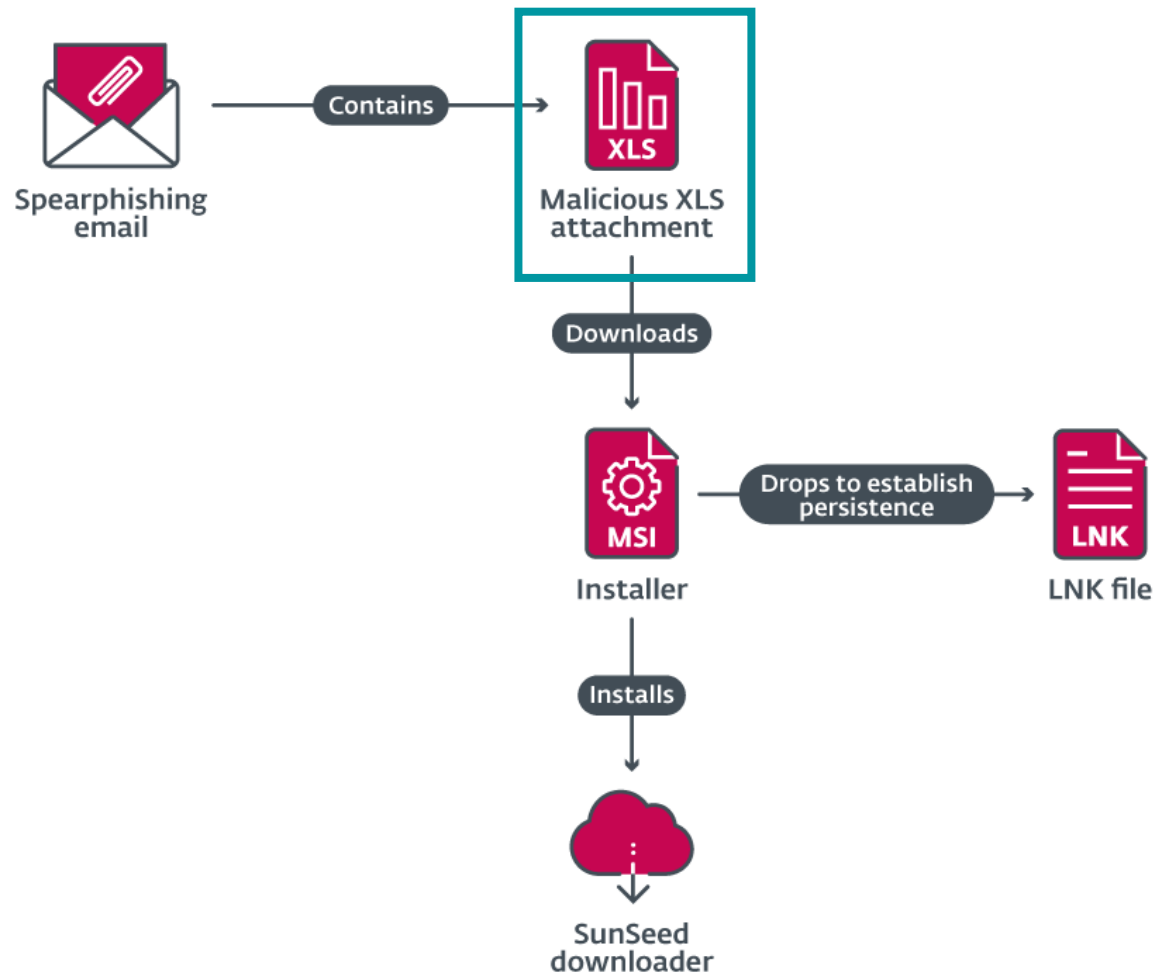 Contains
XLS
Spearphishing
email
Malicious XLS
attachment
Downloads
MSI
Drops to establish
persistence
LNK
Installer
LNK file
Installs
SunSeed
downloader